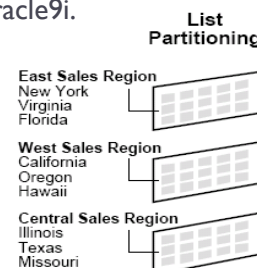 racle9i.
List
Partitioning
East Sales Region
New York
Virginia
Florida
West Sales Region
California
Oregon
Hawaii
Central Sales Region
Illinois
Texas
Missouri